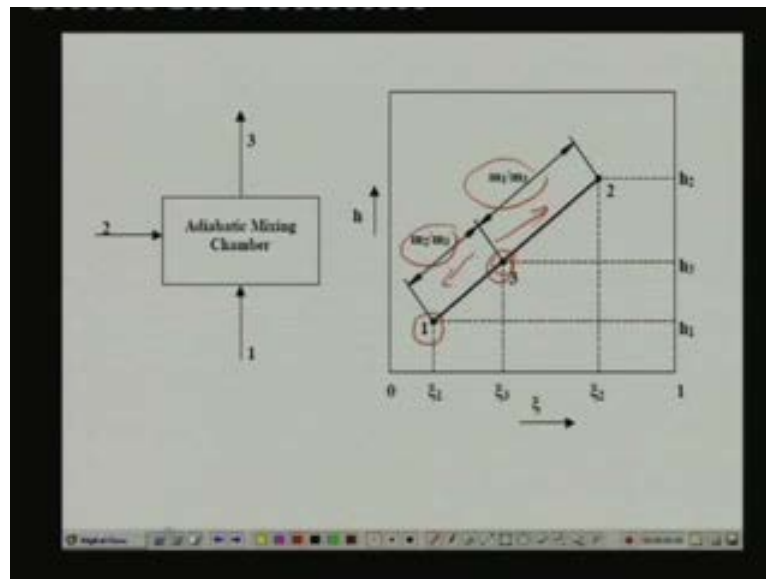 3
2
Adiabatic Mixing
Chamber
1
h
m₁/m₃
m₂/m₃
2
3
1
h₂
h₃
h₁
0
ξ₁
ξ₃
ξ₂
1
ξ